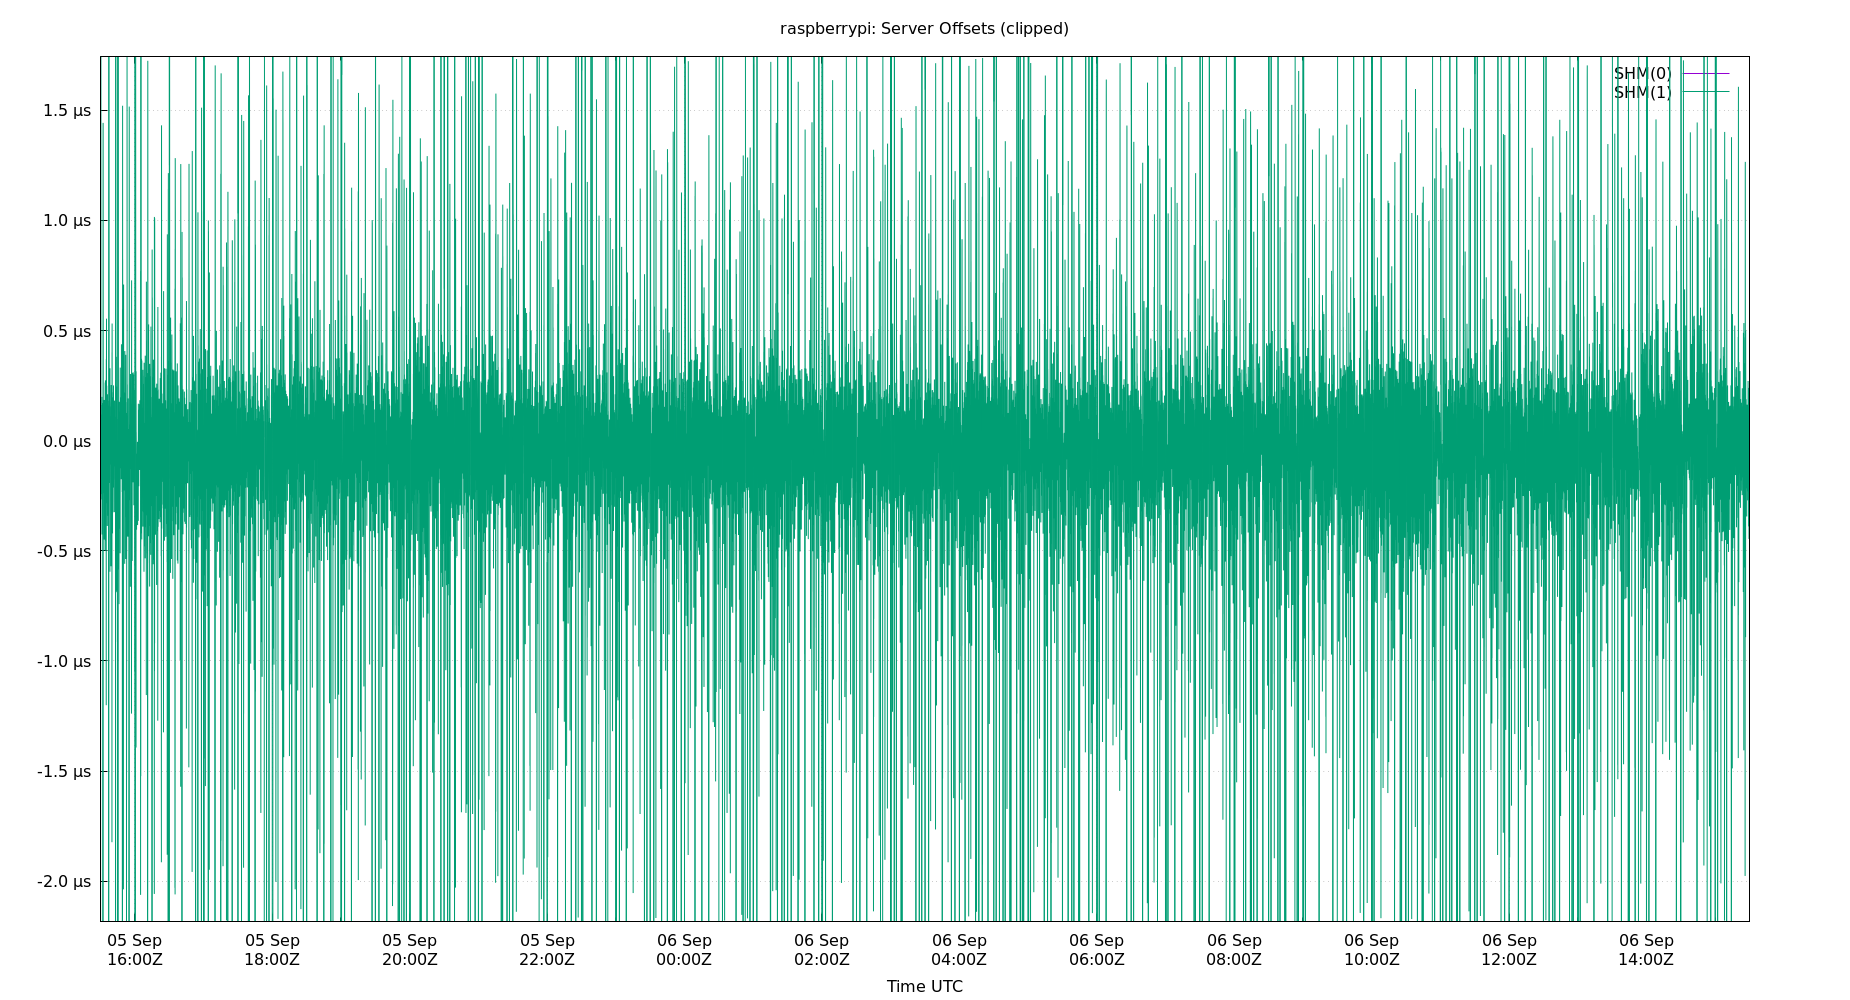 raspberrypi: Server Offsets (clipped)
SHM(0)
SHM(1)
1.5 µs
1.0 µs
0.5 µs
0.0 µs
-0.5 µs
-1.0 µs
-1.5 µs
-2.0 µs
05 Sep 05 Sep 05 Sep 05 Sep 06 Sep 06 Sep 06 Sep 06 Sep 06 Sep 06 Sep 06 Sep 06 Sep
16:00Z 18:00Z 20:00Z 22:00Z 00:00Z 02:00Z 04:00Z 06:00Z 08:00Z 10:00Z 12:00Z 14:00Z
Time UTC